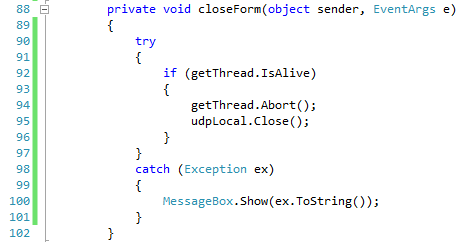 88 private void closeForm(object sender, EventArgs e)
89 {
90 try
91 {
92 if (getThread.IsAlive)
93 {
94 getThread.Abort();
95 udpLocal.Close();
96 }
97 }
98 catch (Exception ex)
99 {
100 MessageBox.Show(ex.ToString());
101 }
102 }